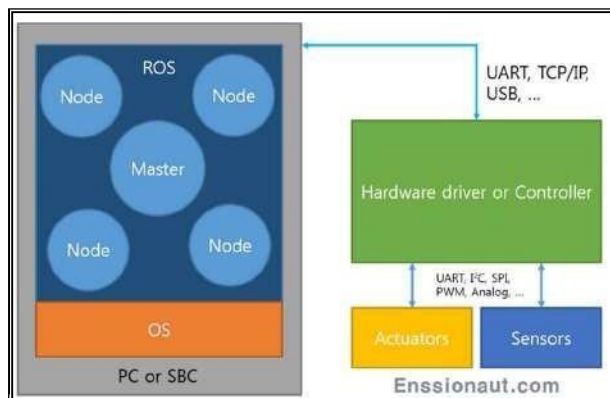 ROS
Node
Node
Master
Node
Node
OS
PC or SBC
UART, TCP/IP,
USB, ...
Hardware driver or Controller
UART, I²C, SPI,
PWM, Analog, ...
Actuators
Sensors
Enssionaut.com